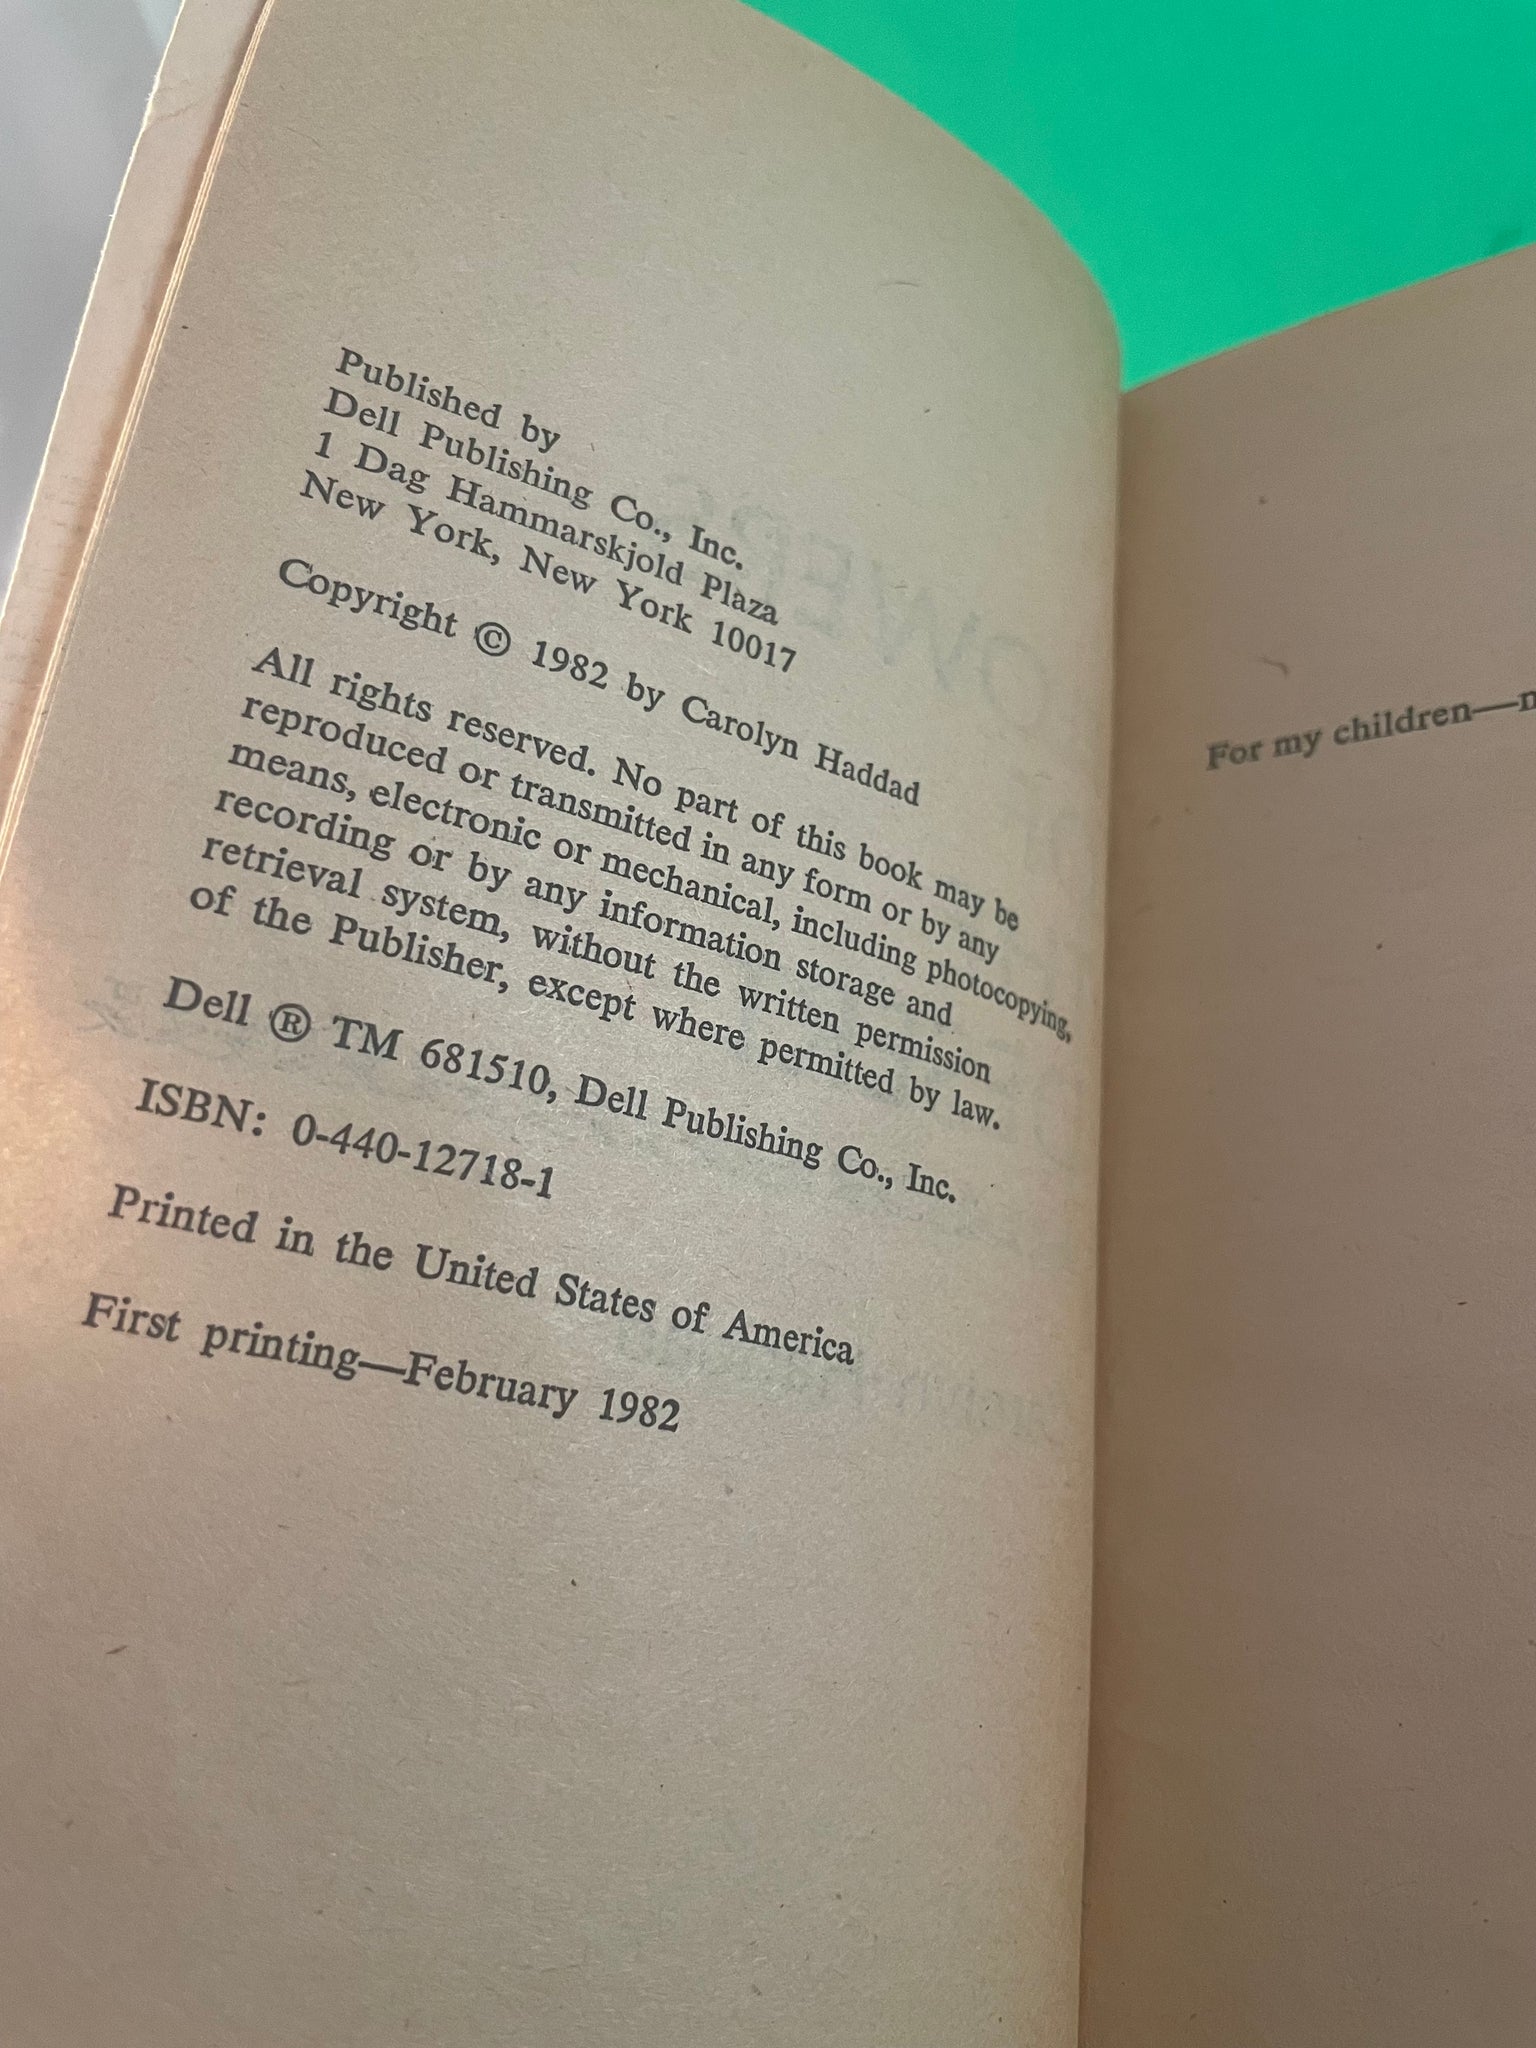 Published by
Dell Publishing Co., Inc.
1 Dag Hammarskjold Plaza
New York, New York 10017
Copyright © 1982 by Carolyn Haddad
All rights reserved. No part of this book may be
reproduced or transmitted in any form or by any
means, electronic or mechanical, including photocopying,
recording or by any information storage and
retrieval system, without the written permission
of the Publisher, except where permitted by law.
Dell ® TM 681510, Dell Publishing Co., Inc.
ISBN: 0-440-12718-1
Printed in the United States of America
First printing—February 1982
For my children—